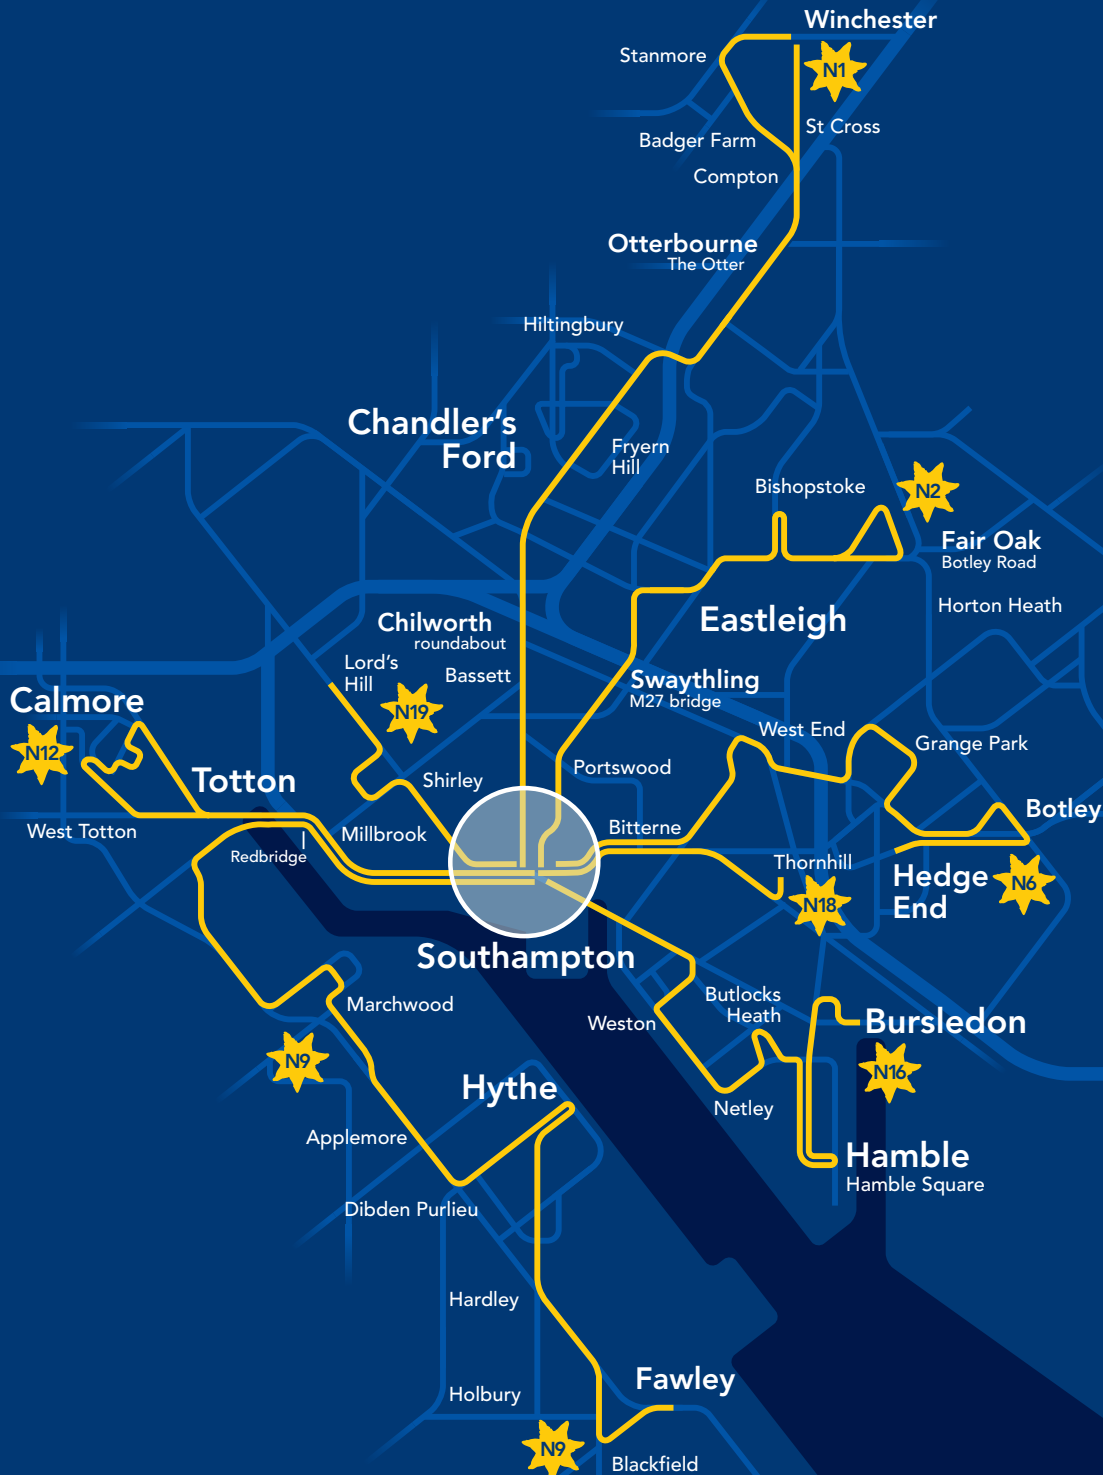 Winchester
Stanmore
N1
St Cross
Badger Farm
Compton
Otterbourne
The Otter
Hiltingbury
Chandler's
Ford
Fryern
Hill
Bishopstoke
N2
Fair Oak
Botley Road
Horton Heath
Eastleigh
Chilworth
roundabout
Lord's
Hill
Bassett
Swaythling
M27 bridge
Calmore
N19
N12
West End
Grange Park
Totton
Shirley
Portswood
Botley
West Totton
Millbrook
Redbridge
Bitterne
Thornhill
Hedge
End
N6
N18
Southampton
Marchwood
Butlocks
Heath
Weston
Bursledon
N9
N16
Hythe
Netley
Applemore
Hamble
Hamble Square
Dibden Purlieu
Hardley
Fawley
Holbury
N9
Blackfield